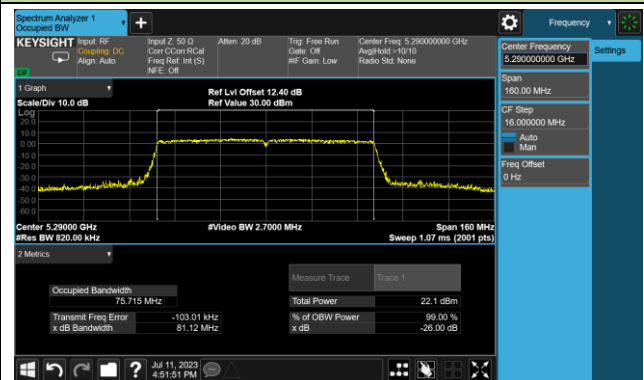 Spectrum Analyzer 1
Occupied BW
Frequency
KEYSIGHT
Input: RF
Coupling: DC
Align: Auto
Input Z: 50 Ω
Corr CCorr RCal
Freq Ref: Int (S)
NFE: Off
Atten: 20 dB
Trig: Free Run
Gate: Off
#IF Gain: Low
Center Freq: 5.290000000 GHz
Avg|Hold:>10/10
Radio Std: None
Center Frequency
5.290000000 GHz
Settings
Span
160.00 MHz
CF Step
16.000000 MHz
Auto
Man
Freq Offset
0 Hz
1 Graph
Scale/Div 10.0 dB
Ref Lvl Offset 12.40 dB
Ref Value 30.00 dBm
Log
20.0
10.0
0.00
-10.0
-20.0
-30.0
-40.0
-50.0
-60.0
Center 5.29000 GHz
#Res BW 820.00 kHz
#Video BW 2.7000 MHz
Span 160 MHz
Sweep 1.07 ms (2001 pts)
2 Metrics
Measure Trace
Trace 1
Occupied Bandwidth
75.715 MHz
Total Power
22.1 dBm
Transmit Freq Error
-103.01 kHz
% of OBW Power
99.00 %
x dB Bandwidth
81.12 MHz
x dB
-26.00 dB
Jul 11, 2023
4:51:51 PM